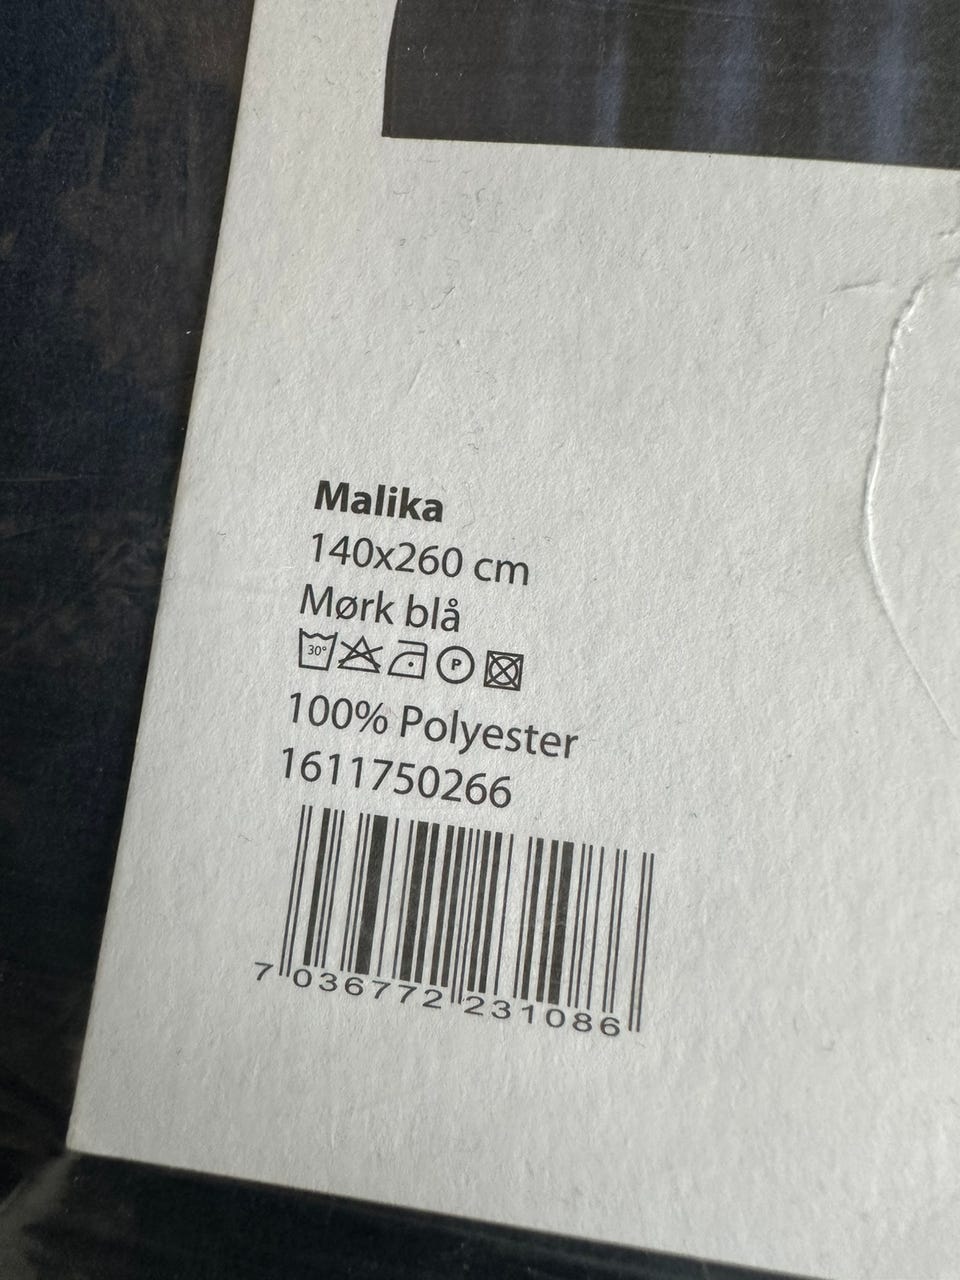 Malika
140x260 cm
Mørk blå
30° P
100% Polyester
1611750266
7 036772 231086